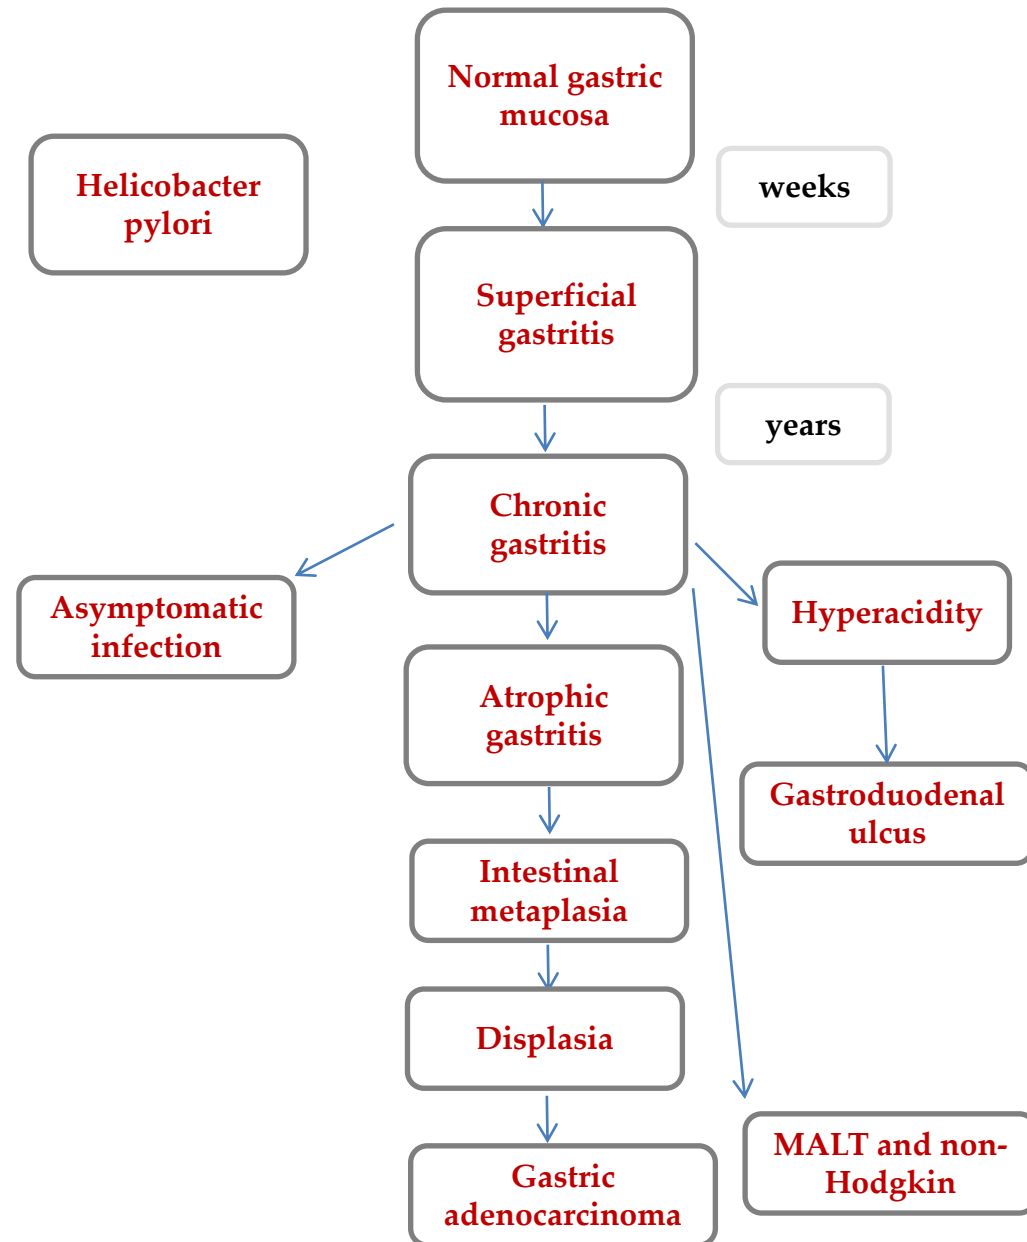 Normal gastric
mucosa
Helicobacter
pylori
weeks
Superficial
gastritis
years
Chronic
gastritis
Asymptomatic
infection
Hyperacidity
Atrophic
gastritis
Gastroduodenal
ulcus
Intestinal
metaplasia
Displasia
MALT and non-
Hodgkin
Gastric
adenocarcinoma